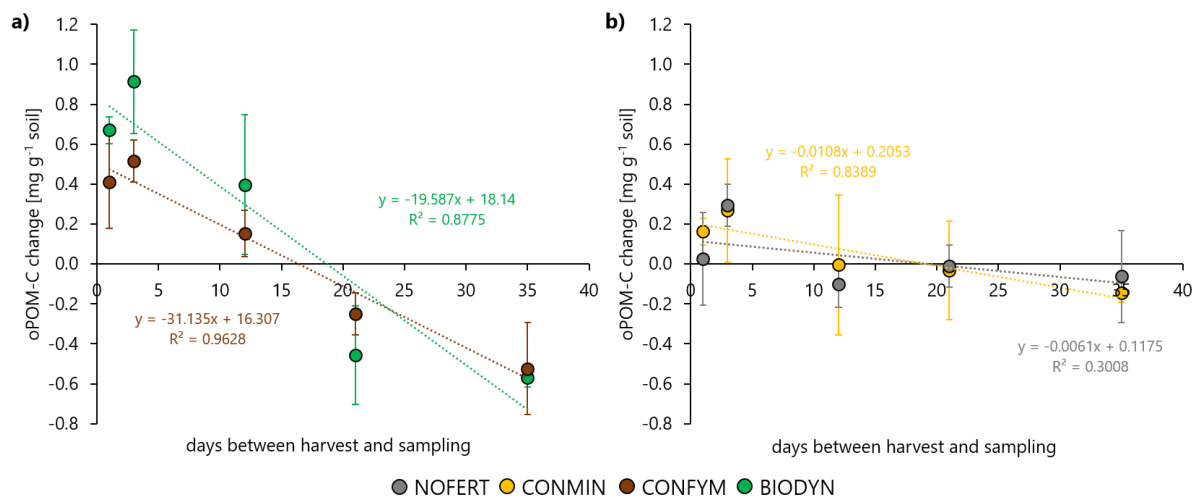 a)
oPOM-C change [mg g⁻¹ soil]
1.2
1.0
0.8
0.6
0.4
0.2
0.0
-0.2
-0.4
-0.6
-0.8
0 5 10 15 20 25 30 35 40
y = -19.587x + 18.14
R² = 0.8775
y = -31.135x + 16.307
R² = 0.9628
days between harvest and sampling
b)
oPOM-C change [mg g⁻¹ soil]
1.2
1.0
0.8
0.6
0.4
0.2
0.0
-0.2
-0.4
-0.6
-0.8
0 5 10 15 20 25 30 35 40
y = -0.0108x + 0.2053
R² = 0.8389
y = -0.0061x + 0.1175
R² = 0.3008
days between harvest and sampling
NOFERT CONMIN CONFYM BIODYN